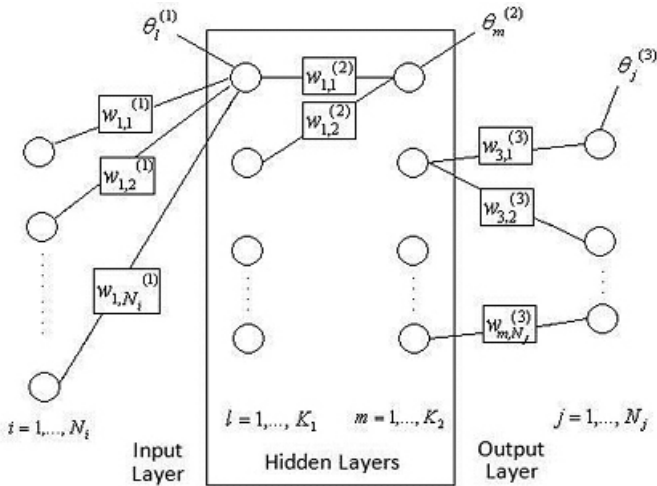 θ_l^(1)
θ_m^(2)
θ_j^(3)
w_1,1^(1)
w_1,2^(1)
w_1,N_i^(1)
w_1,1^(2)
w_1,2^(2)
w_3,1^(3)
w_3,2^(3)
w_m,N_j^(3)
i = 1,..., N_i
l = 1,..., K_1
m = 1,..., K_2
j = 1,..., N_j
Input
Layer
Hidden Layers
Output
Layer